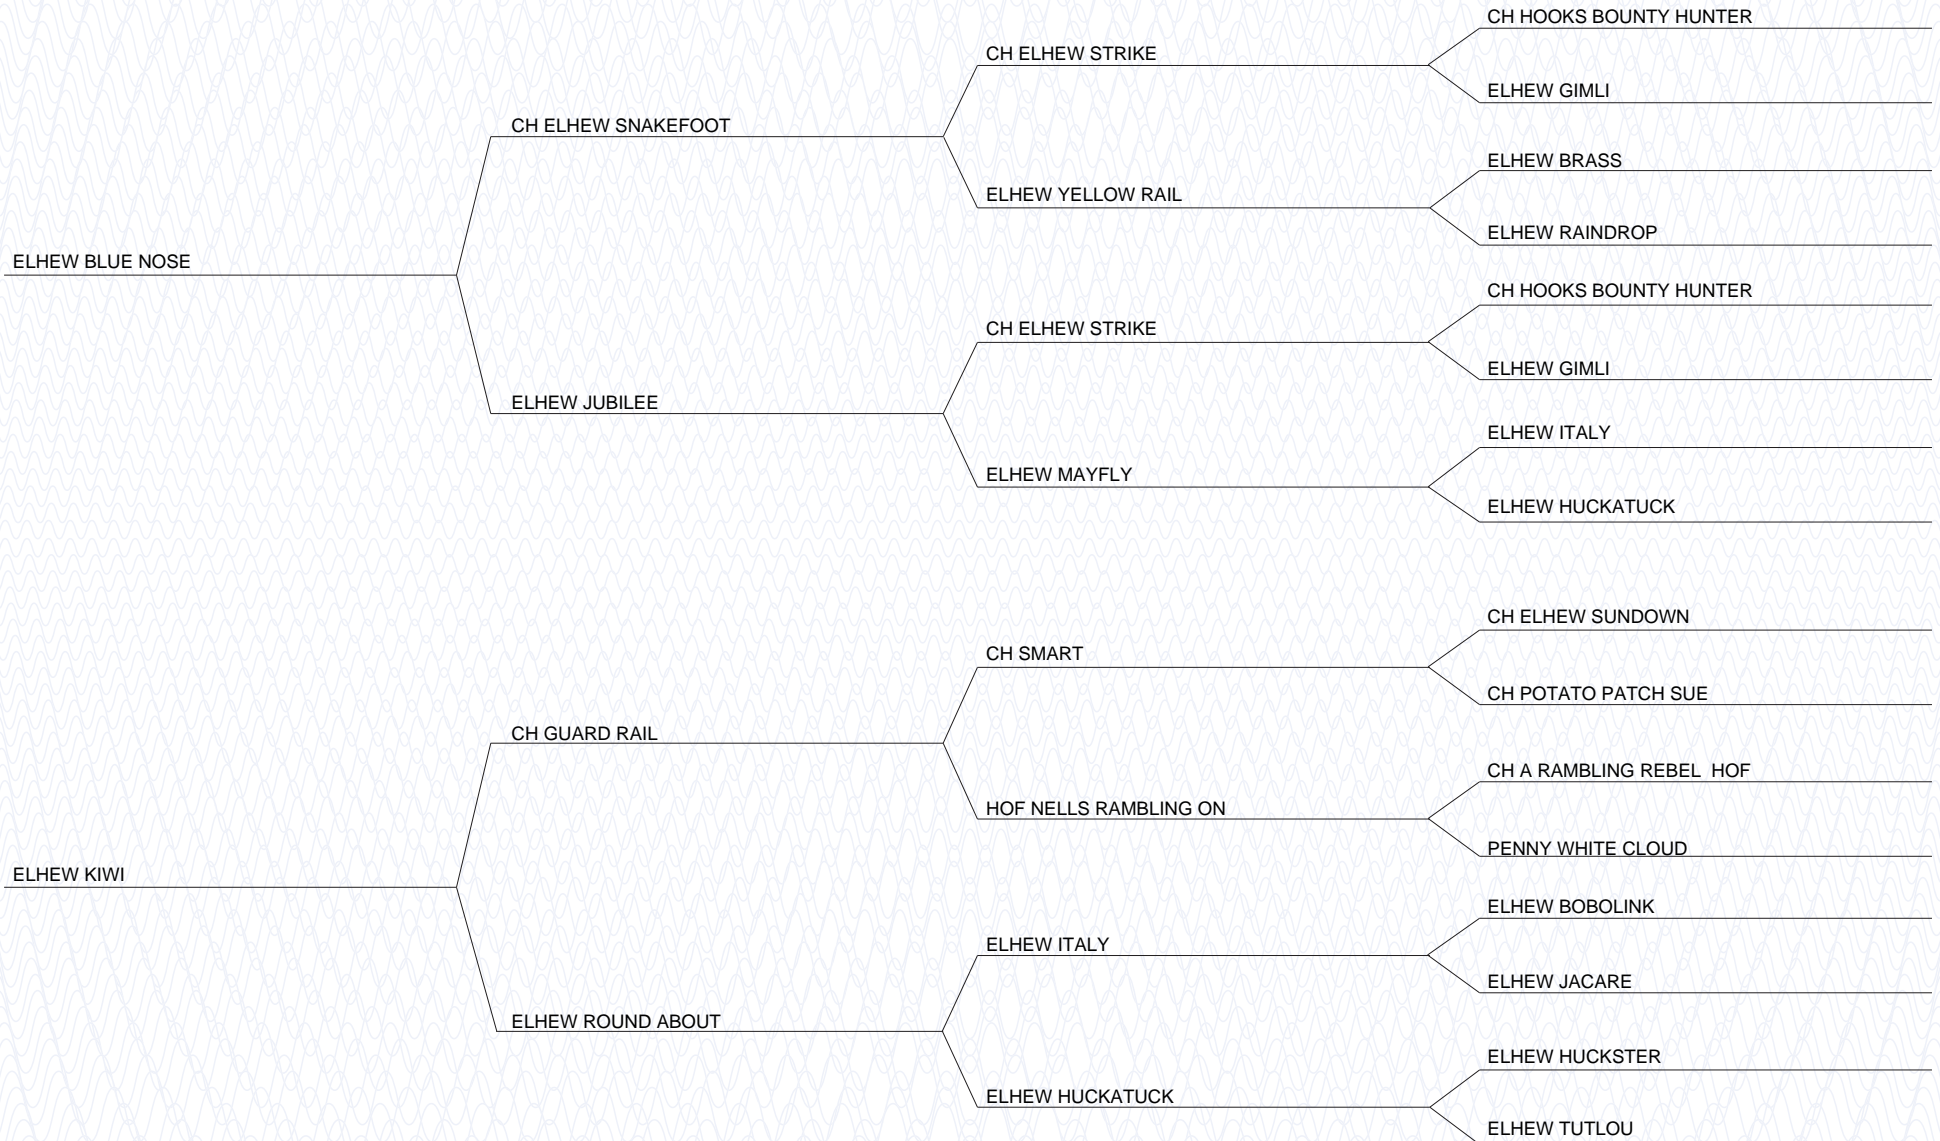 CH HOOKS BOUNTY HUNTER
CH ELHEW STRIKE
ELHEW GIMLI
CH ELHEW SNAKEFOOT
ELHEW BRASS
ELHEW YELLOW RAIL
ELHEW RAINDROP
ELHEW BLUE NOSE
CH HOOKS BOUNTY HUNTER
CH ELHEW STRIKE
ELHEW GIMLI
ELHEW JUBILEE
ELHEW ITALY
ELHEW MAYFLY
ELHEW HUCKATUCK
CH ELHEW SUNDOWN
CH SMART
CH POTATO PATCH SUE
CH GUARD RAIL
CH A RAMBLING REBEL  HOF
HOF NELLS RAMBLING ON
PENNY WHITE CLOUD
ELHEW KIWI
ELHEW BOBOLINK
ELHEW ITALY
ELHEW JACARE
ELHEW ROUND ABOUT
ELHEW HUCKSTER
ELHEW HUCKATUCK
ELHEW TUTLOU